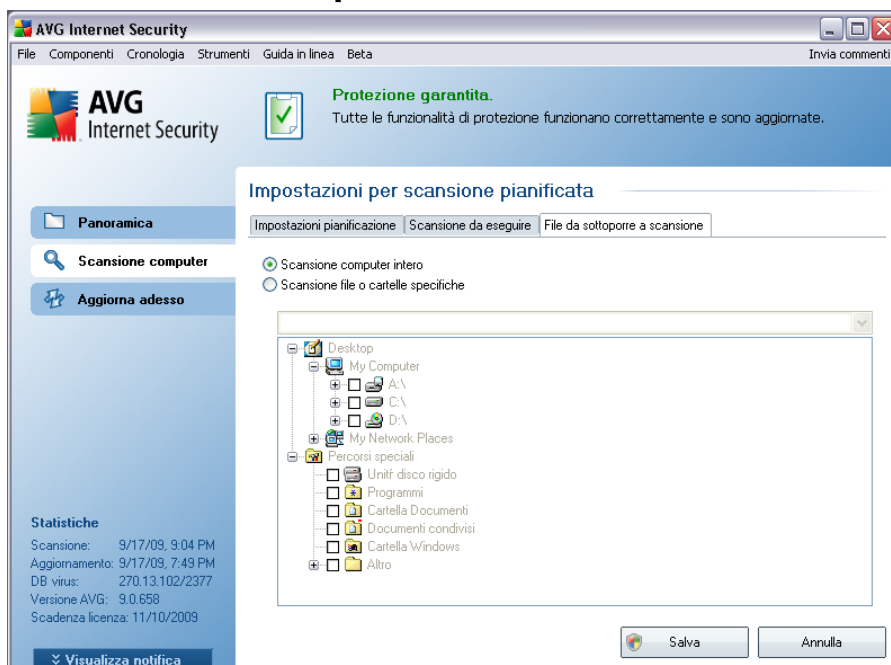 AVG Internet Security
File Componenti Cronologia Strumenti Guida in linea Beta Invia commenti
AVG
Internet Security
Protezione garantita.
Tutte le funzionalità di protezione funzionano correttamente e sono aggiornate.
Impostazioni per scansione pianificata
Impostazioni pianificazione Scansione da eseguire File da sottoporre a scansione
Panoramica
Scansione computer
Aggiorna adesso
Scansione computer intero
Scansione file o cartelle specifiche
Desktop
My Computer
A:\
C:\
D:\
My Network Places
Percorsi speciali
Unitr disco rigido
Programmi
Cartella Documenti
Documenti condivisi
Cartella Windows
Altro
Statistiche
Scansione: 9/17/09, 9:04 PM
Aggiornamento: 9/17/09, 7:49 PM
DB virus: 270.13.102/2377
Versione AVG: 9.0.658
Scadenza licenza: 11/10/2009
Visualizza notifica
Salva Annulla